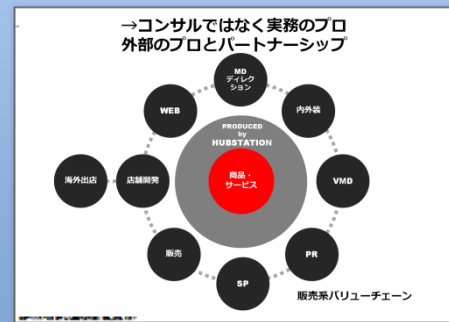 →コンサルではなく実務のプロ
外部のプロとパートナーシップ
MD
ディレク
ション
WEB
内外装
PRODUCED
by
HUBSTATION
海外出店
店舗開発
商品・
サービス
VMD
販売
PR
SP
販売系バリューチェーン